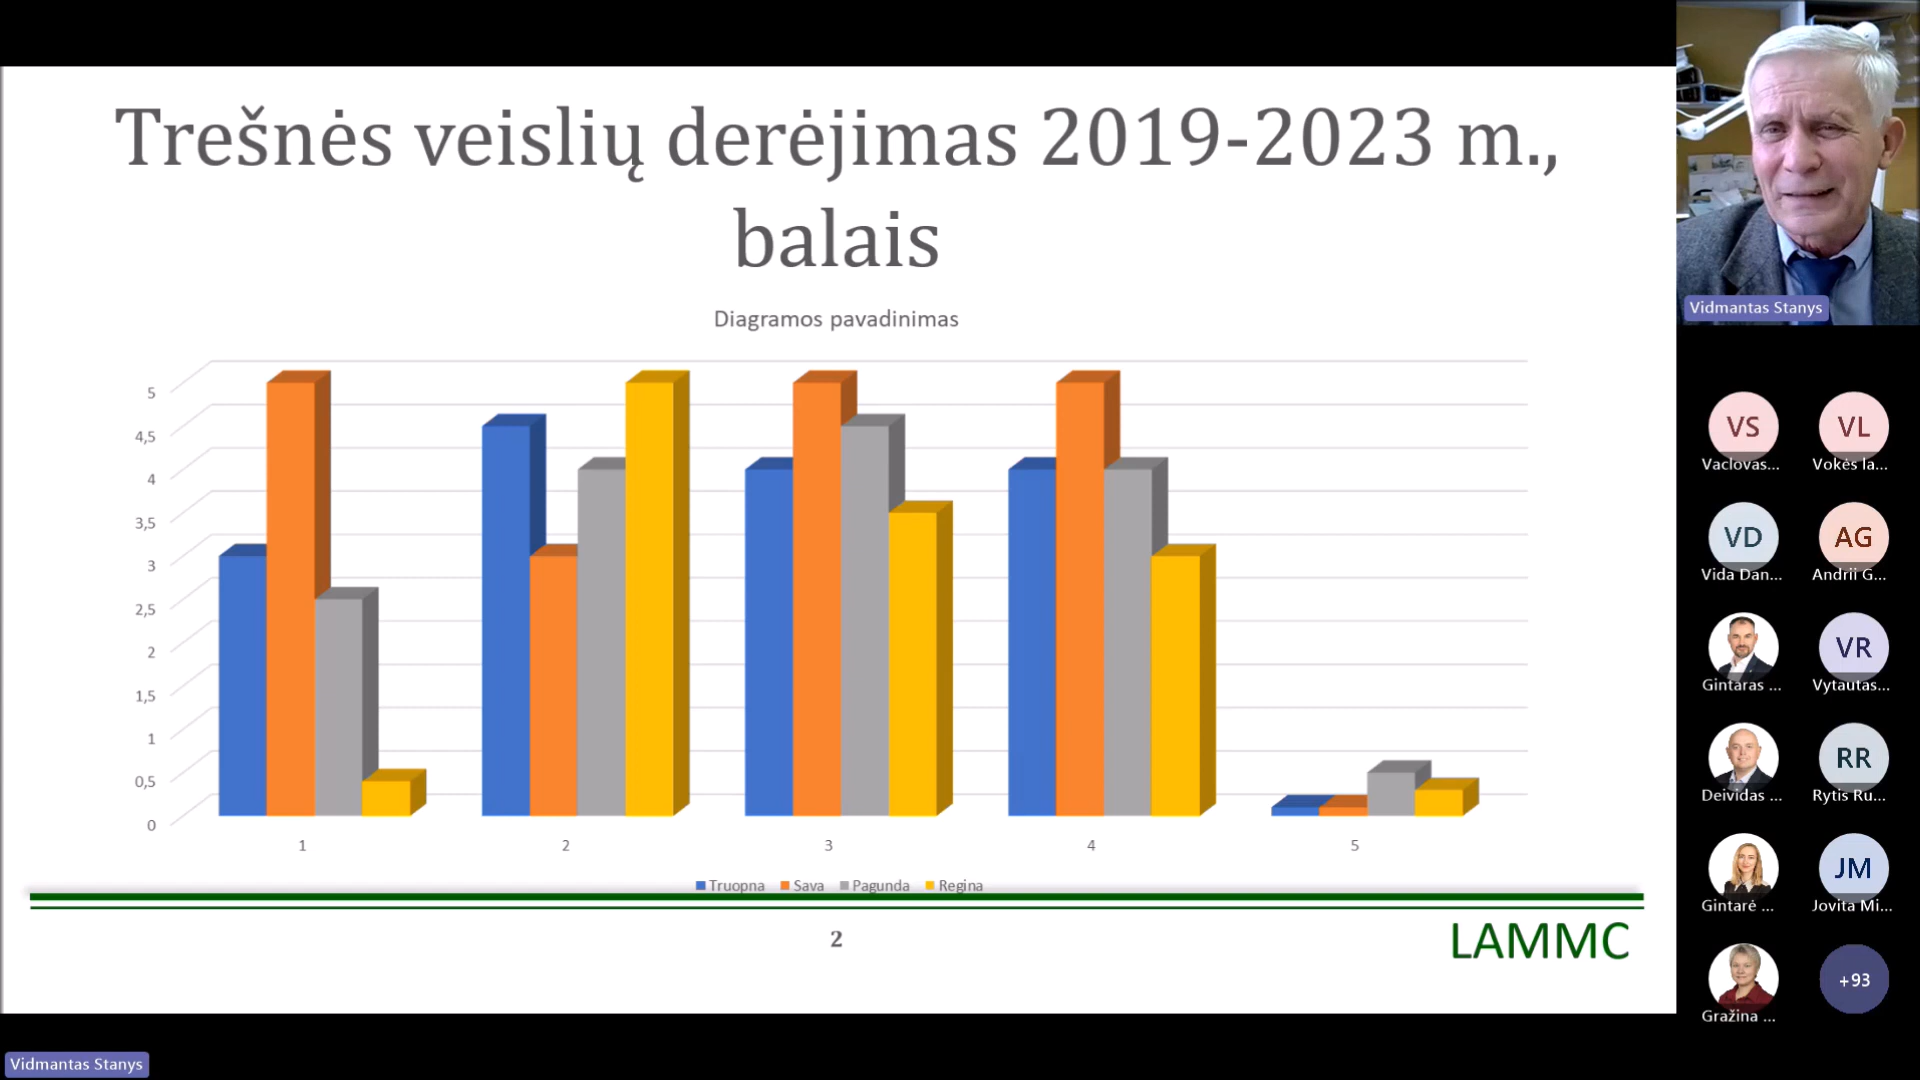 Trešnės veislių derėjimas 2019-2023 m.,
balais
Diagramos pavadinimas
5
4,5
4
3,5
3
2,5
2
1,5
1
0,5
0
1 2 3 4 5
Truopna Sava Pagunda Regina
2
LAMMC
Vidmantas Stanys
VS VL
Vaclovas... Vokės la...
VD AG
Vida Dan... Andrii G...
VR
Gintaras ... Vytautas...
RR
Deividas ... Rytis Ru...
JM
Gintarė ... Jovita Mi...
+93
Gražina ...
Vidmantas Stanys